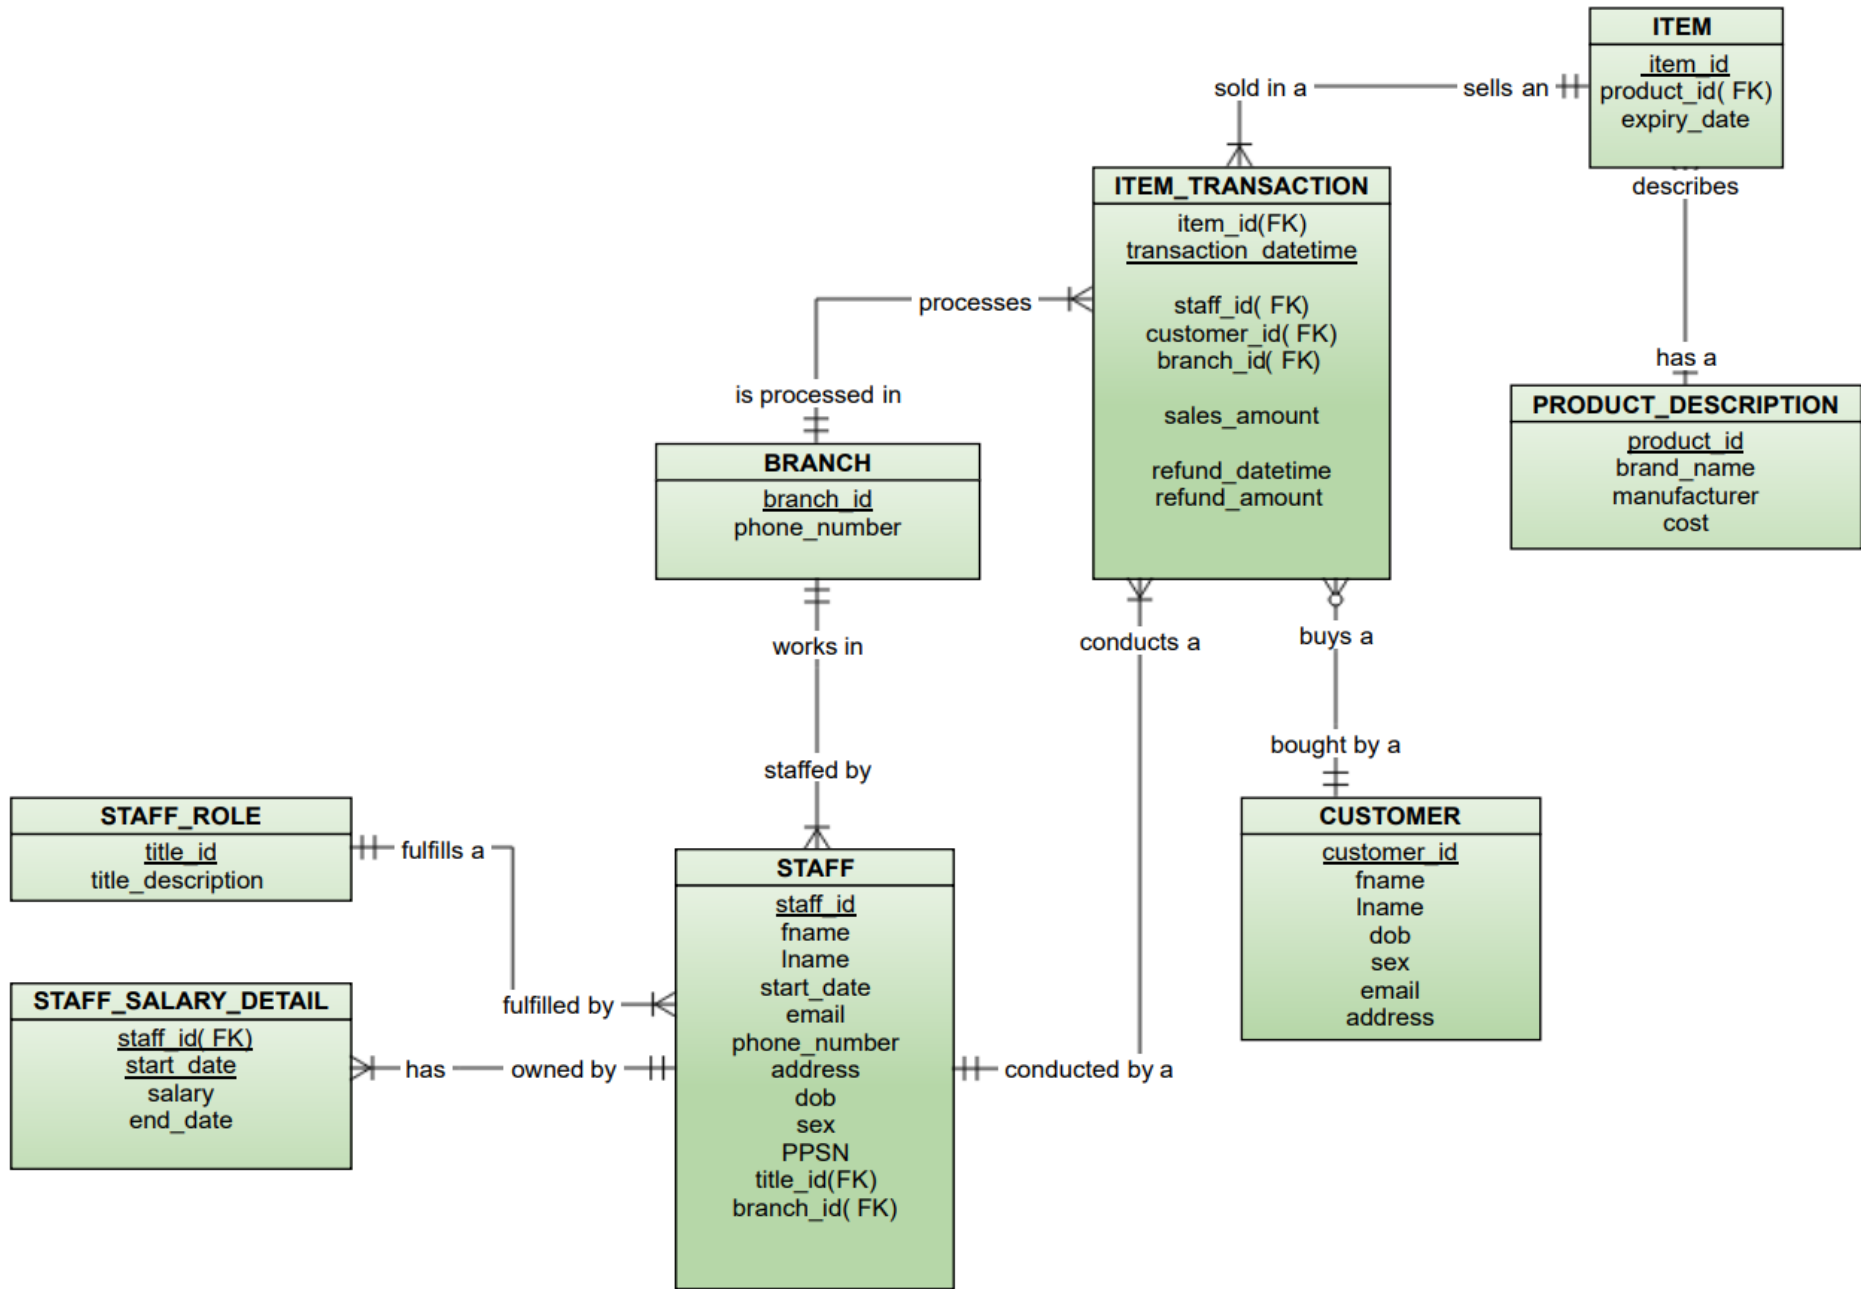 ITEM
item_id
product_id( FK)
expiry_date
sold in a
sells an
describes
has a
ITEM_TRANSACTION
item_id(FK)
transaction_datetime
staff_id( FK)
customer_id( FK)
branch_id( FK)
sales_amount
refund_datetime
refund_amount
processes
is processed in
PRODUCT_DESCRIPTION
product_id
brand_name
manufacturer
cost
BRANCH
branch_id
phone_number
works in
staffed by
conducts a
buys a
bought by a
STAFF_ROLE
title_id
title_description
fulfills a
fulfilled by
STAFF
staff_id
fname
lname
start_date
email
phone_number
address
dob
sex
PPSN
title_id(FK)
branch_id( FK)
CUSTOMER
customer_id
fname
lname
dob
sex
email
address
STAFF_SALARY_DETAIL
staff_id( FK)
start_date
salary
end_date
has
owned by
conducted by a